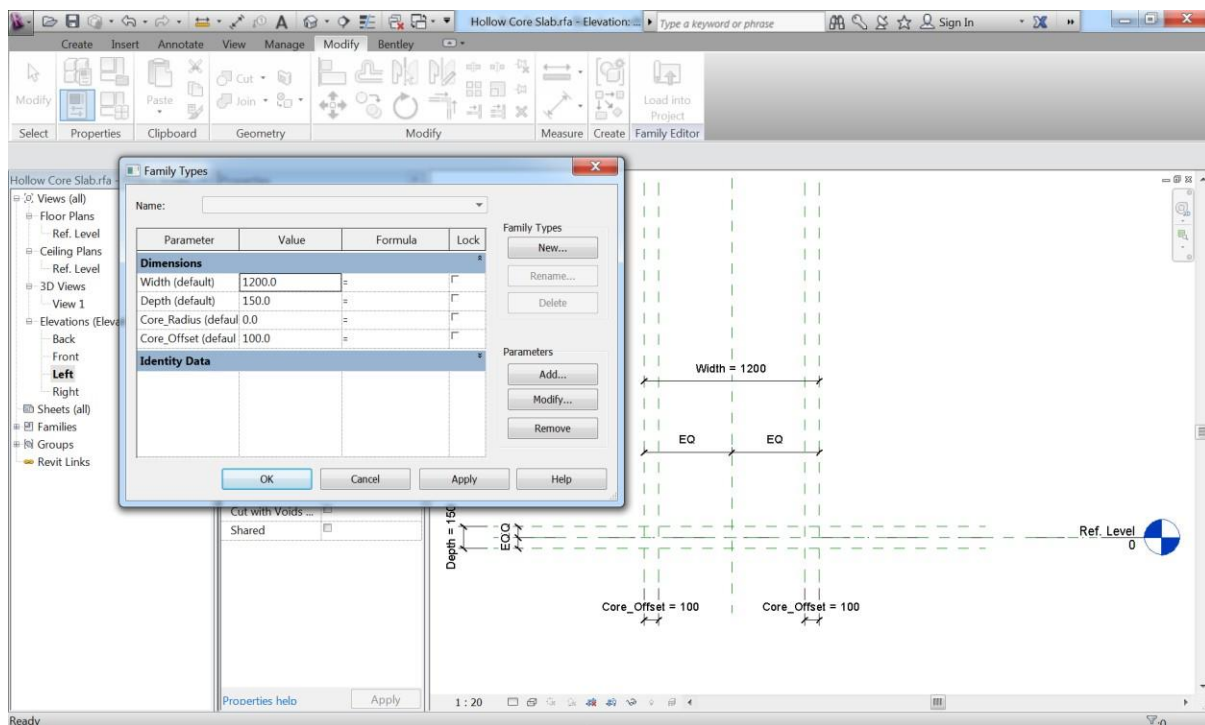 Hollow Core Slab.rfa - Elevation:
Type a keyword or phrase
Sign In
Create Insert Annotate View Manage Modify Bentley
Modify
Paste
Cut
Join
Load into
Project
Select Properties Clipboard Geometry Modify Measure Create Family Editor
Hollow Core Slab.rfa -
Views (all)
Floor Plans
Ref. Level
Ceiling Plans
Ref. Level
3D Views
View 1
Elevations (Eleva
Back
Front
Left
Right
Sheets (all)
Families
Groups
Revit Links
Family Types
Name:
Parameter Value Formula Lock
Dimensions
Width (default) 1200.0 =
Depth (default) 150.0 =
Core_Radius (defaul 0.0 =
Core_Offset (defaul 100.0 =
Identity Data
Family Types
New...
Rename...
Delete
Parameters
Add...
Modify...
Remove
OK Cancel Apply Help
Cut with Voids ...
Shared
Properties help Apply
Width = 1200
EQ EQ
Depth = 150
Ref. Level
0
Core_Offset = 100 Core_Offset = 100
1 : 20
Ready
:0